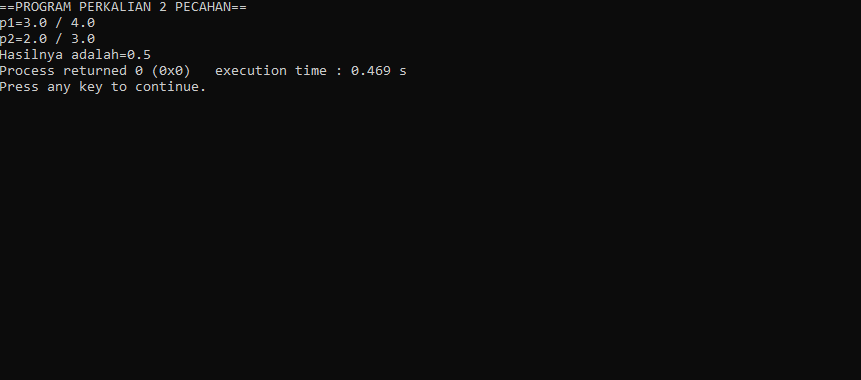 ==PROGRAM PERKALIAN 2 PECAHAN==
p1=3.0 / 4.0
p2=2.0 / 3.0
Hasilnya adalah=0.5
Process returned 0 (0x0)   execution time : 0.469 s
Press any key to continue.